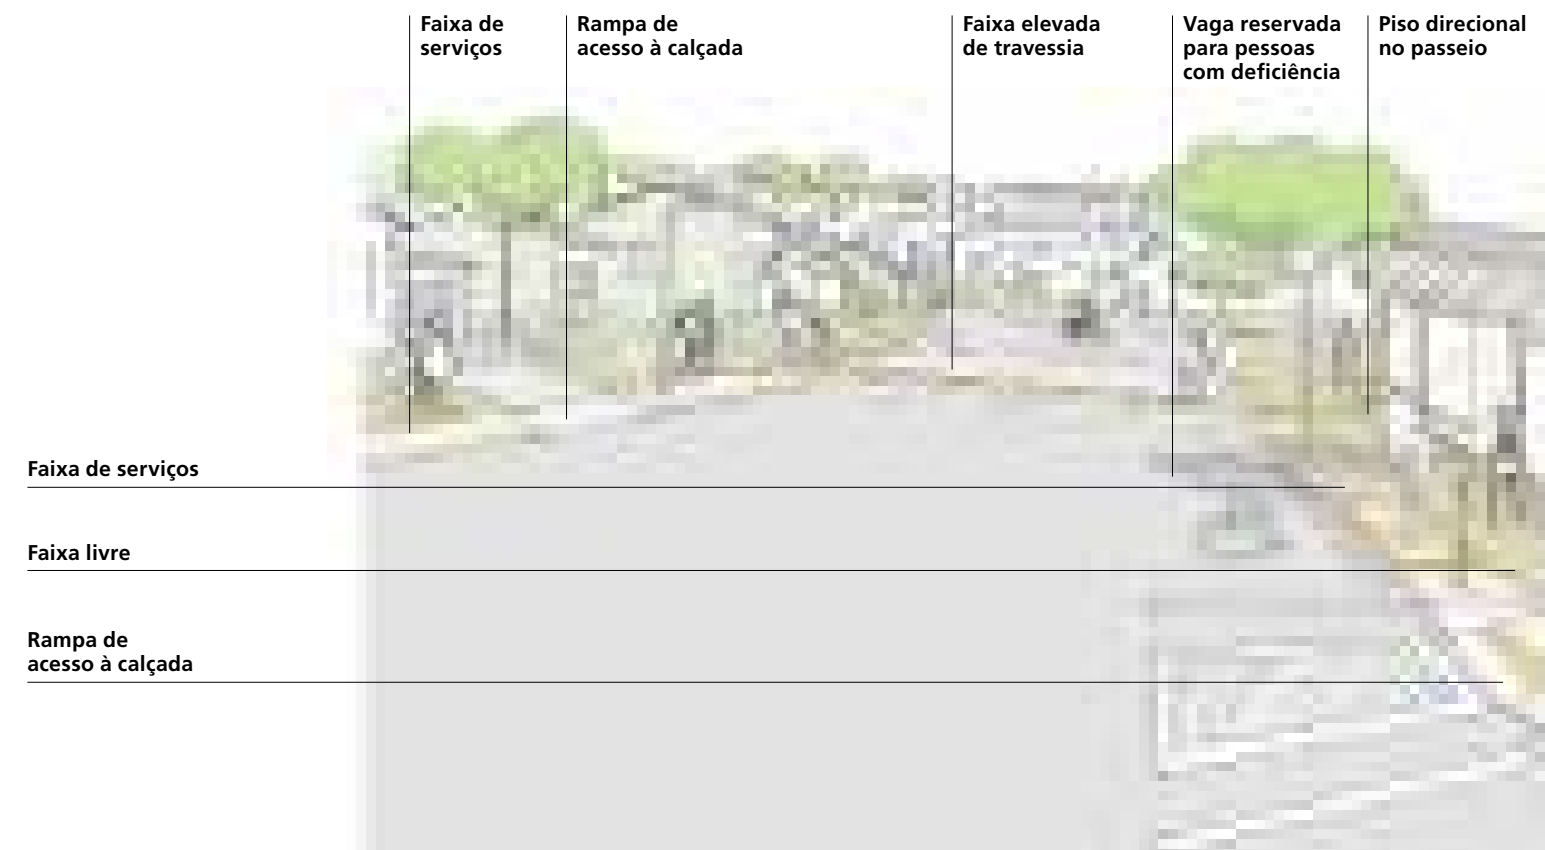 Faixa de
serviços
Rampa de
acesso à calçada
Faixa elevada
de travessia
Vaga reservada
para pessoas
com deficiência
Piso direcional
no passeio
Faixa de serviços
Faixa livre
Rampa de
acesso à calçada